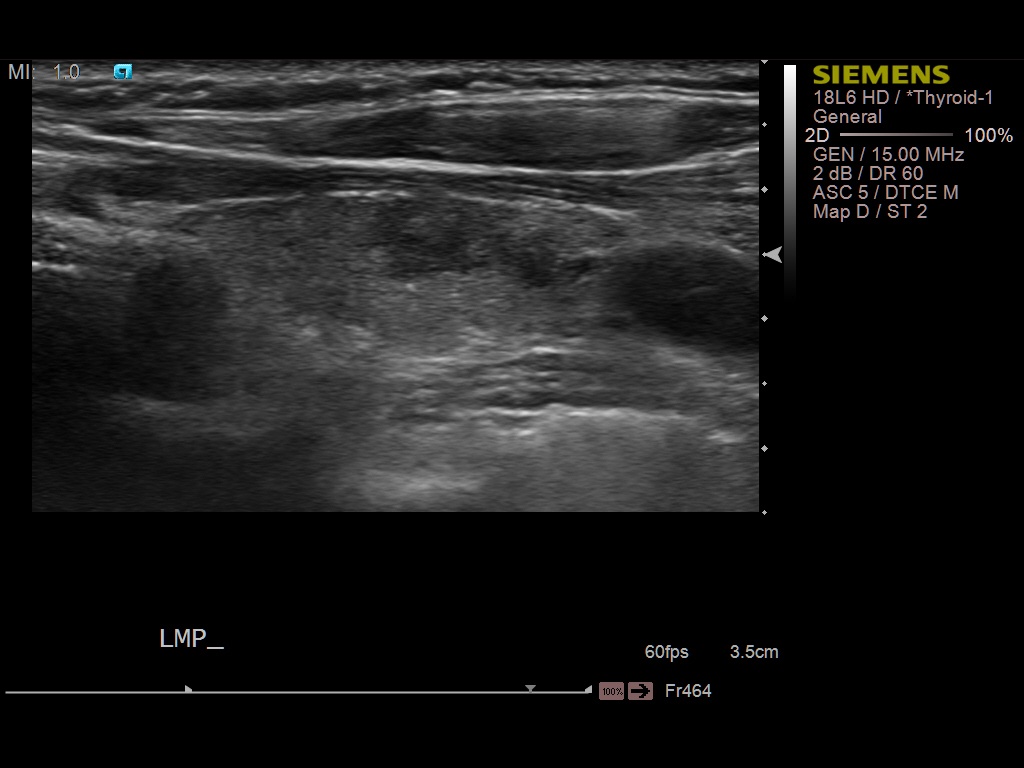 MI: 1.0
SIEMENS
18L6 HD / *Thyroid-1
General
2D 100%
GEN / 15.00 MHz
2 dB / DR 60
ASC 5 / DTCE M
Map D / ST 2
LMP_
60fps 3.5cm
100% Fr464